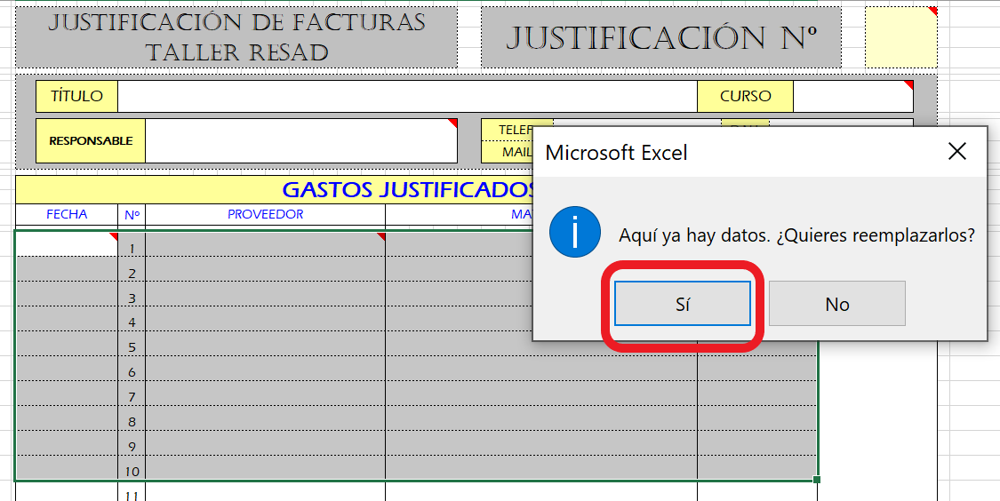 JUSTIFICACIÓN DE FACTURAS
TALLER RESAD
JUSTIFICACIÓN Nº
TÍTULO
CURSO
RESPONSABLE
TELEF
MAIL
GASTOS JUSTIFICADOS
FECHA
Nº
PROVEEDOR
MA
1
2
3
4
5
6
7
8
9
10
11
Microsoft Excel
Aquí ya hay datos. ¿Quieres reemplazarlos?
Sí
No